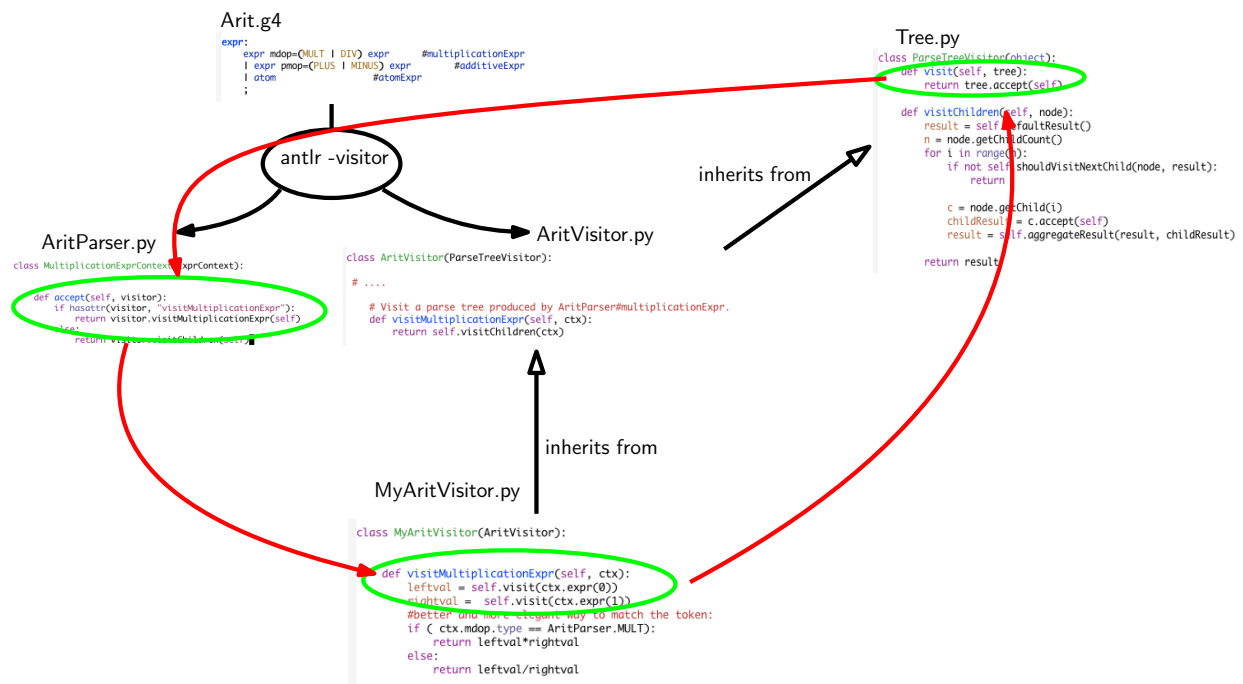 Arit.g4
expr:
expr mdop=(MULT | DIV) expr #multiplicationExpr
| expr pmop=(PLUS | MINUS) expr #additiveExpr
| atom #atomExpr
;
antlr -visitor
Tree.py
class ParseTreeVisitor(object):
def visit(self, tree):
return tree.accept(self)
def visitChildren(self, node):
result = self.defaultResult()
n = node.getChildCount()
for i in range(n):
if not self.shouldVisitNextChild(node, result):
return
c = node.getChild(i)
childResult = c.accept(self)
result = self.aggregateResult(result, childResult)
return result
inherits from
AritParser.py
class MultiplicationExprContext(ExprContext):
def accept(self, visitor):
if hasattr(visitor, "visitMultiplicationExpr"):
return visitor.visitMultiplicationExpr(self)
else:
return visitor.visitChildren(self)
AritVisitor.py
class AritVisitor(ParseTreeVisitor):
# ....
# Visit a parse tree produced by AritParser#multiplicationExpr.
def visitMultiplicationExpr(self, ctx):
return self.visitChildren(ctx)
inherits from
MyAritVisitor.py
class MyAritVisitor(AritVisitor):
def visitMultiplicationExpr(self, ctx):
leftval = self.visit(ctx.expr(0))
rightval = self.visit(ctx.expr(1))
#better and more elegant way to match the token:
if ( ctx.mdop.type == AritParser.MULT):
return leftval*rightval
else:
return leftval/rightval